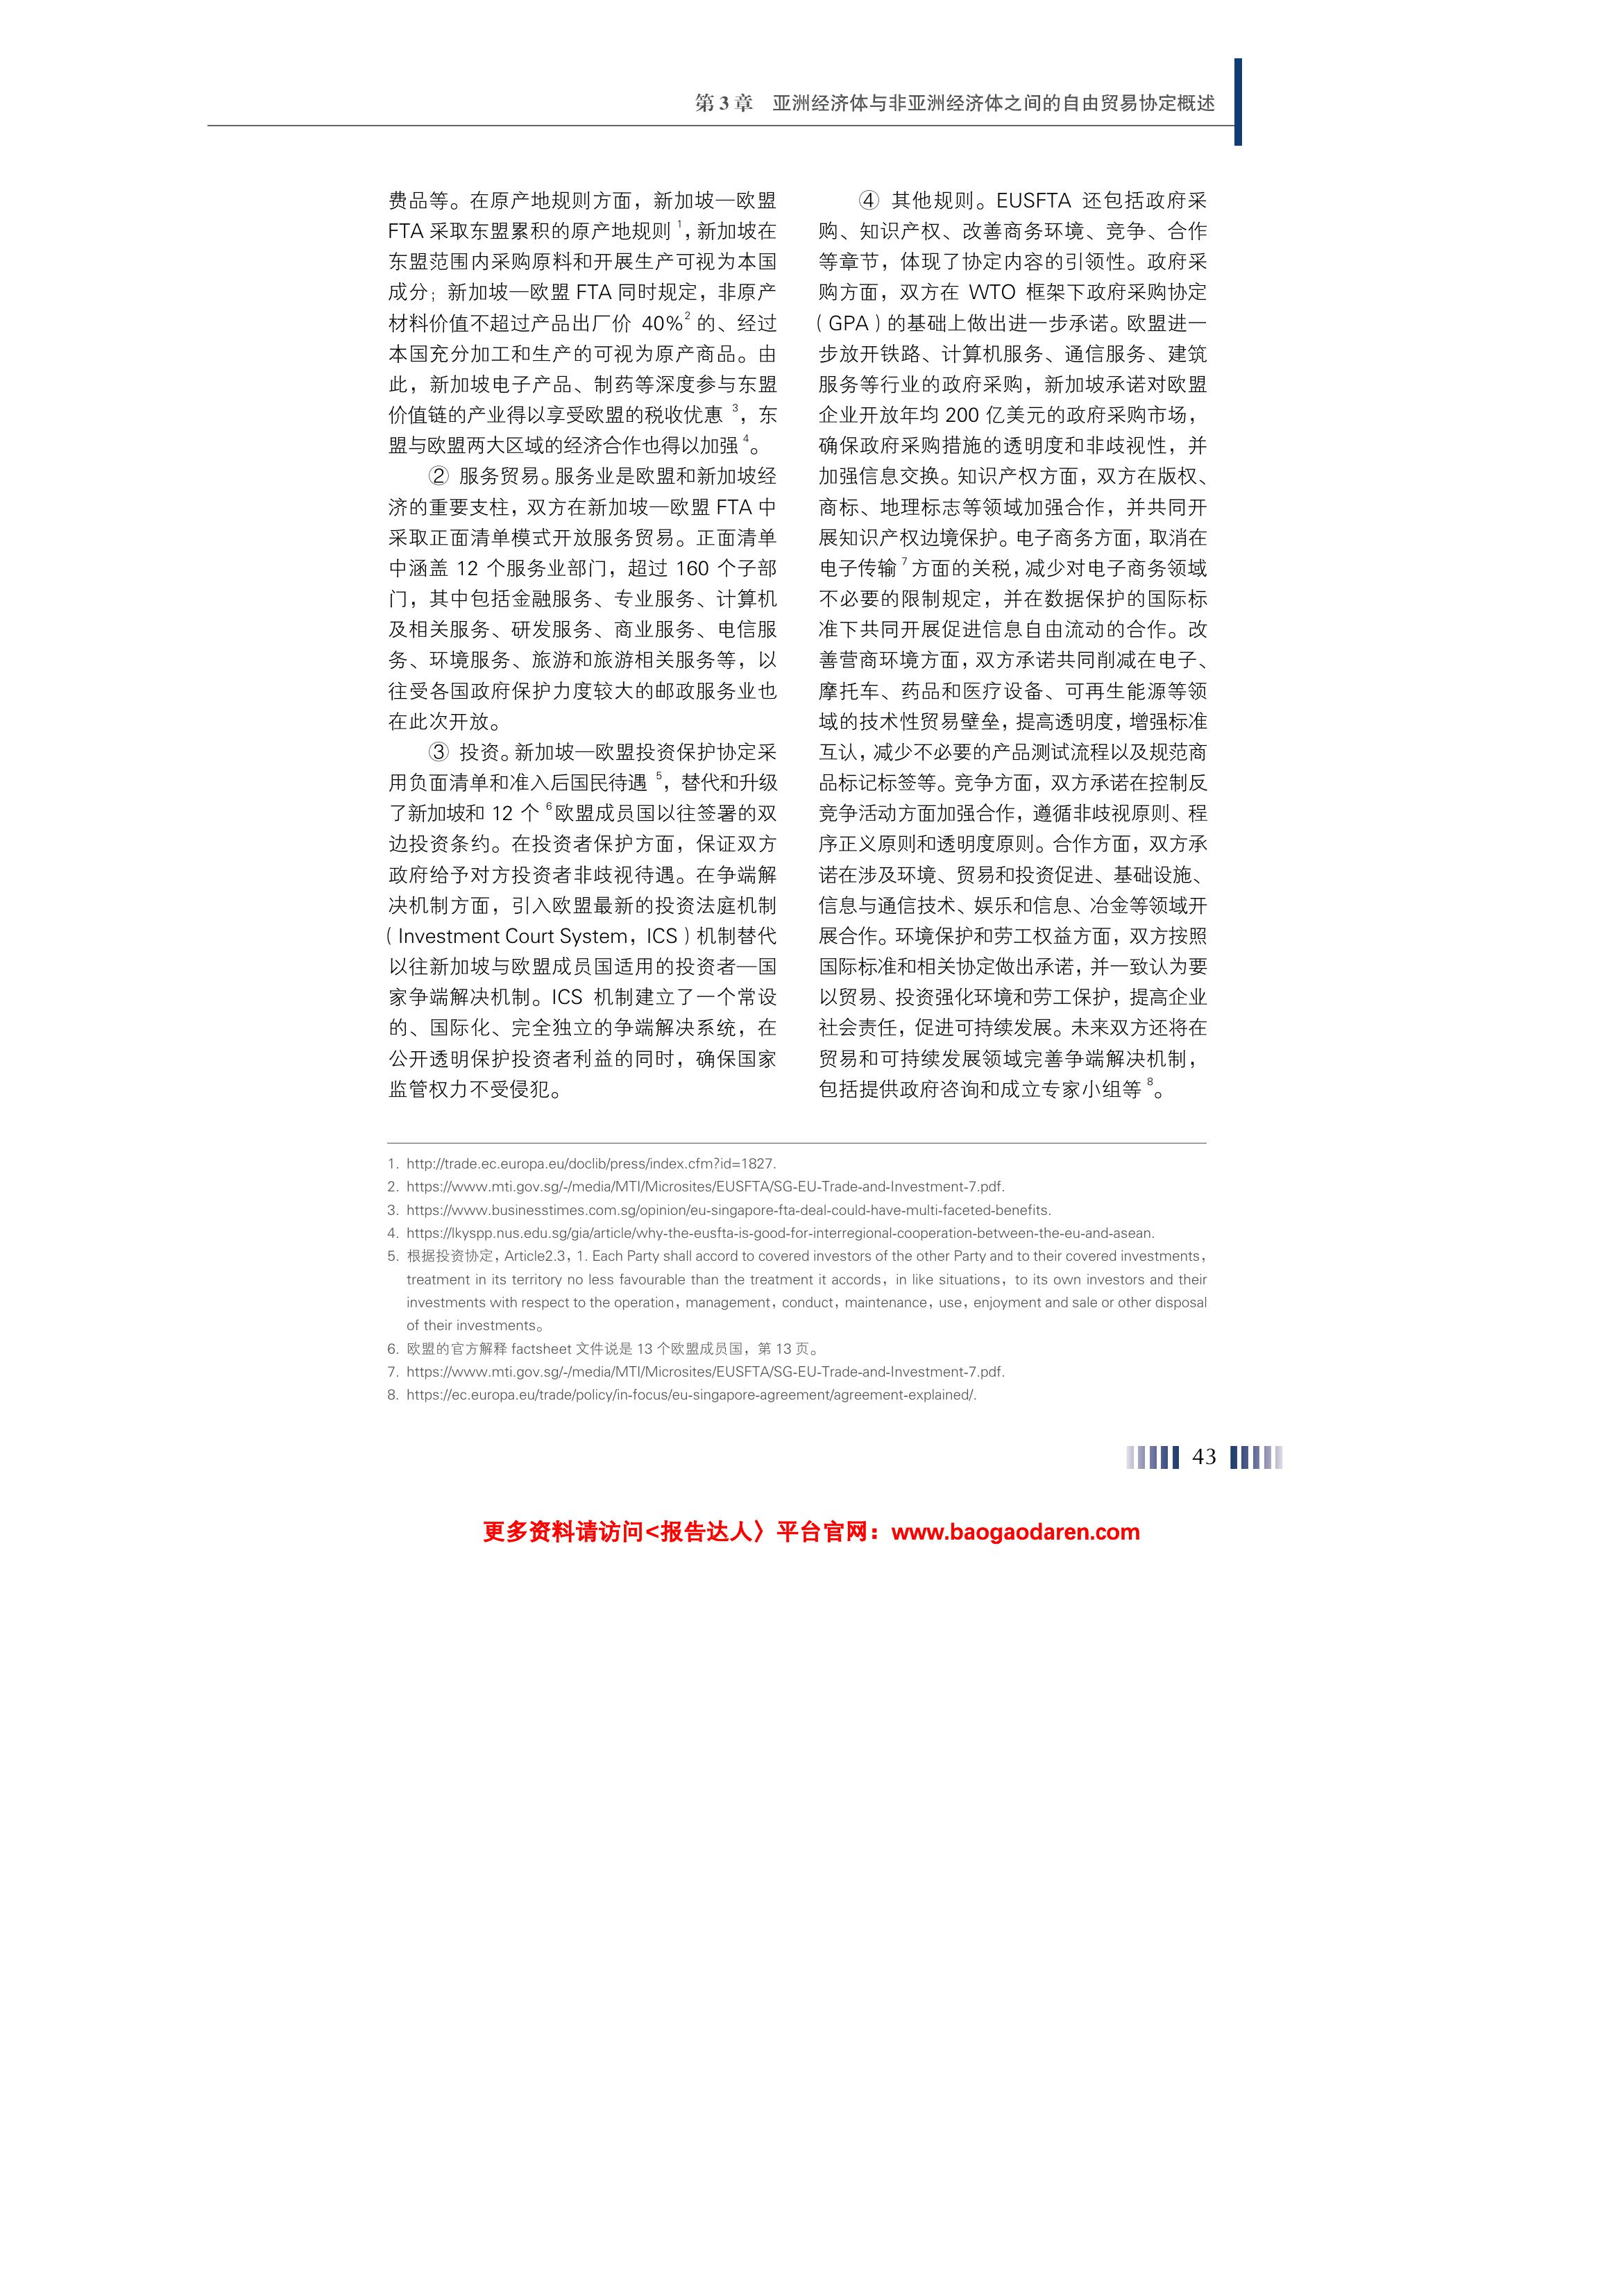 第 3 章　亚洲经济体与非亚洲经济体之间的自由贸易协定概述
费品等。在原产地规则方面，新加坡—欧盟
FTA 采取东盟累积的原产地规则 1，新加坡在
东盟范围内采购原料和开展生产可视为本国
成分；新加坡—欧盟 FTA 同时规定，非原产
材料价值不超过产品出厂价 40%2 的、经过
本国充分加工和生产的可视为原产商品。由
此，新加坡电子产品、制药等深度参与东盟
价值链的产业得以享受欧盟的税收优惠 3，东
盟与欧盟两大区域的经济合作也得以加强 4。
② 服务贸易。服务业是欧盟和新加坡经
济的重要支柱，双方在新加坡—欧盟 FTA 中
采取正面清单模式开放服务贸易。正面清单
中涵盖 12 个服务业部门，超过 160 个子部
门，其中包括金融服务、专业服务、计算机
及相关服务、研发服务、商业服务、电信服
务、环境服务、旅游和旅游相关服务等，以
往受各国政府保护力度较大的邮政服务业也
在此次开放。
③ 投资。新加坡—欧盟投资保护协定采
用负面清单和准入后国民待遇 5，替代和升级
了新加坡和 12 个 6 欧盟成员国以往签署的双
边投资条约。在投资者保护方面，保证双方
政府给予对方投资者非歧视待遇。在争端解
决机制方面，引入欧盟最新的投资法庭机制
（Investment Court System，ICS）机制替代
以往新加坡与欧盟成员国适用的投资者—国
家争端解决机制。ICS 机制建立了一个常设
的、国际化、完全独立的争端解决系统，在
公开透明保护投资者利益的同时，确保国家
监管权力不受侵犯。
④ 其他规则。EUSFTA 还包括政府采
购、知识产权、改善商务环境、竞争、合作
等章节，体现了协定内容的引领性。政府采
购方面，双方在 WTO 框架下政府采购协定
（GPA）的基础上做出进一步承诺。欧盟进一
步放开铁路、计算机服务、通信服务、建筑
服务等行业的政府采购，新加坡承诺对欧盟
企业开放年均 200 亿美元的政府采购市场，
确保政府采购措施的透明度和非歧视性，并
加强信息交换。知识产权方面，双方在版权、
商标、地理标志等领域加强合作，并共同开
展知识产权边境保护。电子商务方面，取消在
电子传输 7 方面的关税，减少对电子商务领域
不必要的限制规定，并在数据保护的国际标
准下共同开展促进信息自由流动的合作。改
善营商环境方面，双方承诺共同削减在电子、
摩托车、药品和医疗设备、可再生能源等领
域的技术性贸易壁垒，提高透明度，增强标准
互认，减少不必要的产品测试流程以及规范商
品标记标签等。竞争方面，双方承诺在控制反
竞争活动方面加强合作，遵循非歧视原则、程
序正义原则和透明度原则。合作方面，双方承
诺在涉及环境、贸易和投资促进、基础设施、
信息与通信技术、娱乐和信息、冶金等领域开
展合作。环境保护和劳工权益方面，双方按照
国际标准和相关协定做出承诺，并一致认为要
以贸易、投资强化环境和劳工保护，提高企业
社会责任，促进可持续发展。未来双方还将在
贸易和可持续发展领域完善争端解决机制，
包括提供政府咨询和成立专家小组等 8。
1. http://trade.ec.europa.eu/doclib/press/index.cfm?id=1827.
2. https://www.mti.gov.sg/-/media/MTI/Microsites/EUSFTA/SG-EU-Trade-and-Investment-7.pdf.
3. https://www.businesstimes.com.sg/opinion/eu-singapore-fta-deal-could-have-multi-faceted-benefits.
4. https://lkyspp.nus.edu.sg/gia/article/why-the-eusfta-is-good-for-interregional-cooperation-between-the-eu-and-asean.
5. 根据投资协定，Article2.3，1. Each Party shall accord to covered investors of the other Party and to their covered investments，
treatment in its territory no less favourable than the treatment it accords，in like situations，to its own investors and their
investments with respect to the operation，management，conduct，maintenance，use，enjoyment and sale or other disposal
of their investments。
6. 欧盟的官方解释 factsheet 文件说是 13 个欧盟成员国，第 13 页。
7. https://www.mti.gov.sg/-/media/MTI/Microsites/EUSFTA/SG-EU-Trade-and-Investment-7.pdf.
8. https://ec.europa.eu/trade/policy/in-focus/eu-singapore-agreement/agreement-explained/.
43
更多资料请访问<报告达人〉平台官网：www.baogaodaren.com